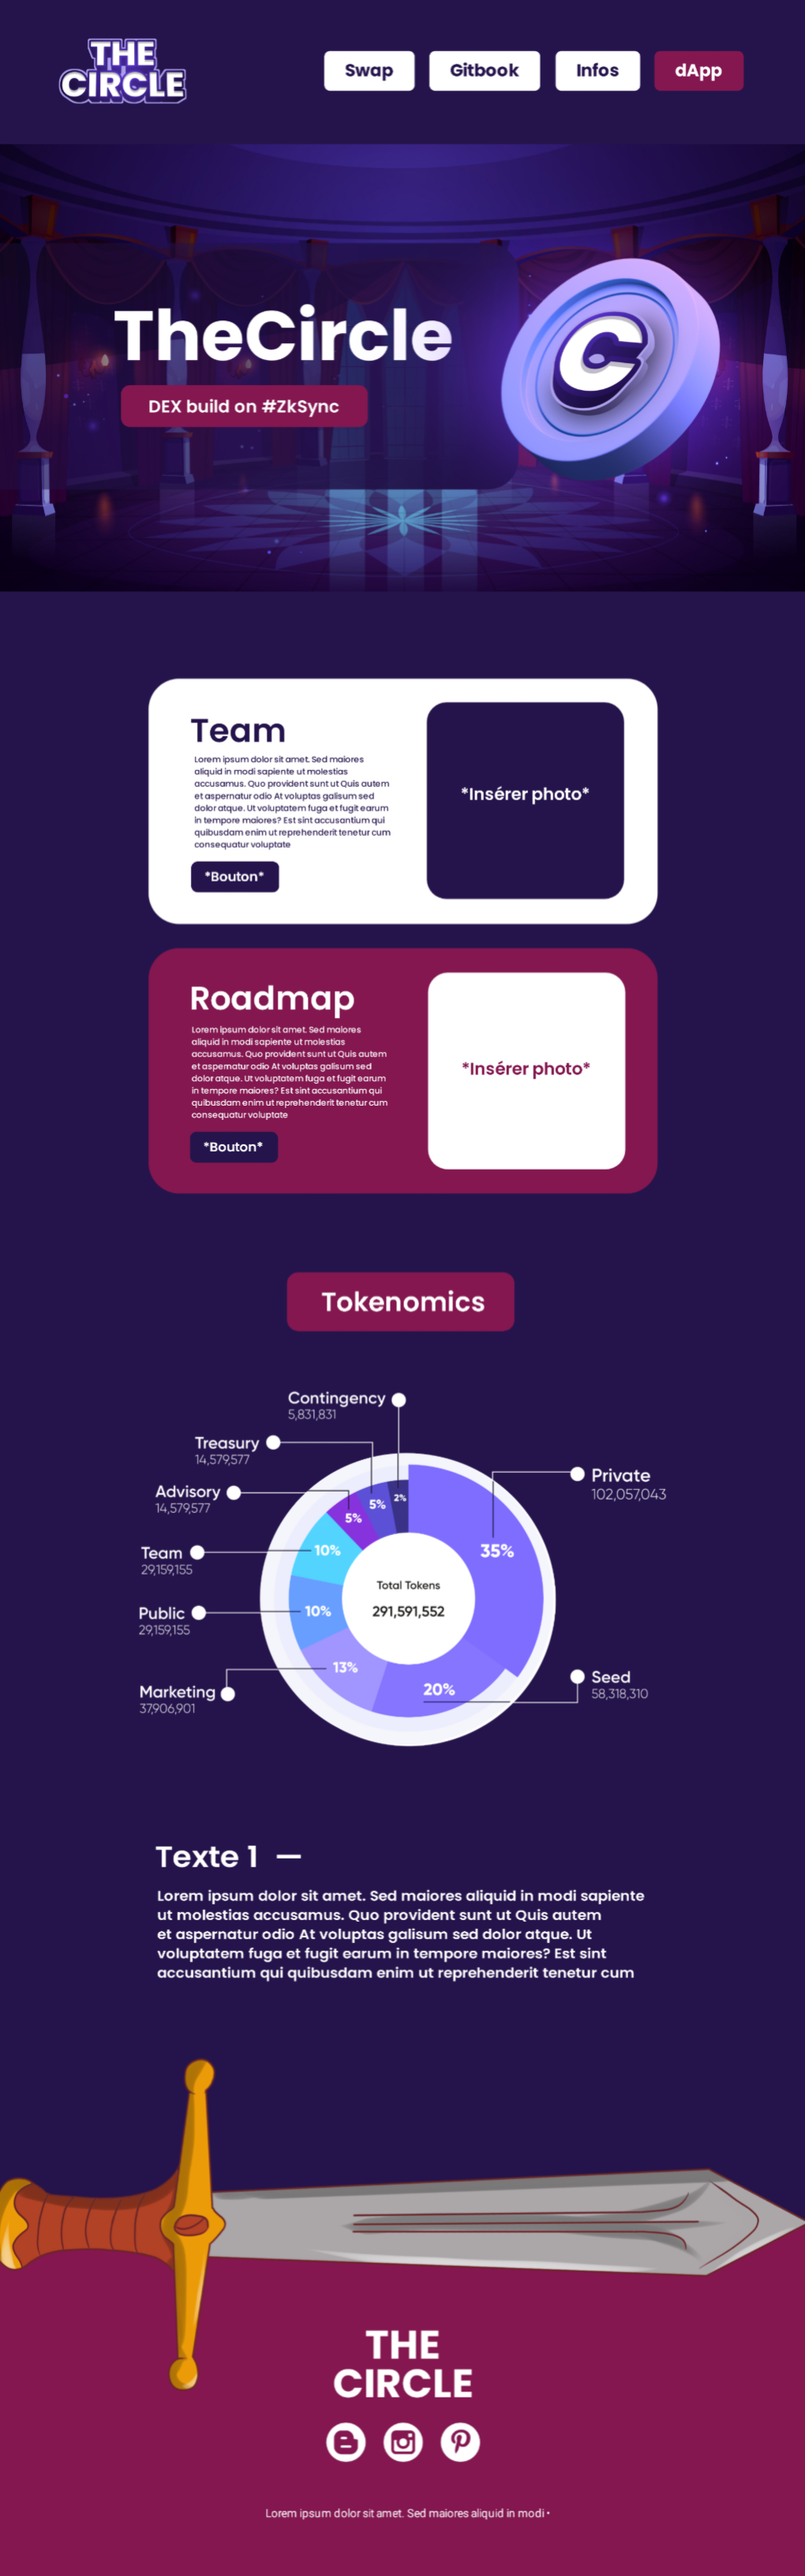 THE
CIRCLE
Swap
Gitbook
Infos
dApp
TheCircle
DEX build on #ZkSync
C
Team
Lorem ipsum dolor sit amet. Sed maiores
aliquid in modi sapiente ut molestias
accusamus. Quo provident sunt ut Quis autem
et aspernatur odio At voluptas galisum sed
dolor atque. Ut voluptatem fuga et fugit earum
in tempore maiores? Est sint accusantium qui
quibusdam enim ut reprehenderit tenetur cum
consequatur voluptate
*Bouton*
*Insérer photo*
Roadmap
Lorem ipsum dolor sit amet. Sed maiores
aliquid in modi sapiente ut molestias
accusamus. Quo provident sunt ut Quis autem
et aspernatur odio At voluptas galisum sed
dolor atque. Ut voluptatem fuga et fugit earum
in tempore maiores? Est sint accusantium qui
quibusdam enim ut reprehenderit tenetur cum
consequatur voluptate
*Bouton*
*Insérer photo*
Tokenomics
Contingency
5,831,831
Treasury
14,579,577
Advisory
14,579,577
Team
29,159,155
Public
29,159,155
Marketing
37,906,901
Private
102,057,043
Seed
58,318,310
2%
5%
5%
10%
10%
13%
20%
35%
Total Tokens
291,591,552
Texte 1 —
Lorem ipsum dolor sit amet. Sed maiores aliquid in modi sapiente
ut molestias accusamus. Quo provident sunt ut Quis autem
et aspernatur odio At voluptas galisum sed dolor atque. Ut
voluptatem fuga et fugit earum in tempore maiores? Est sint
accusantium qui quibusdam enim ut reprehenderit tenetur cum
THE
CIRCLE
Lorem ipsum dolor sit amet. Sed maiores aliquid in modi •